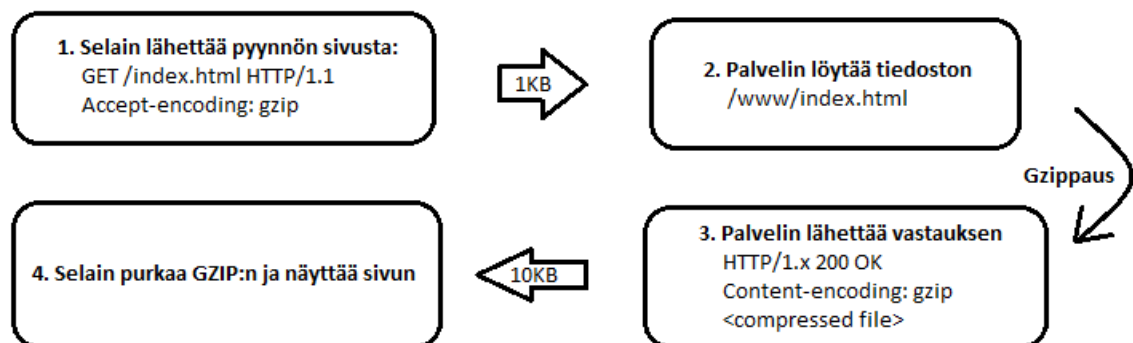 1. Selain lähettää pyynnön sivusta:
GET /index.html HTTP/1.1
Accept-encoding: gzip
1KB
2. Palvelin löytää tiedoston
/www/index.html
Gzippaus
3. Palvelin lähettää vastauksen
HTTP/1.x 200 OK
Content-encoding: gzip
<compressed file>
10KB
4. Selain purkaa GZIP:n ja näyttää sivun